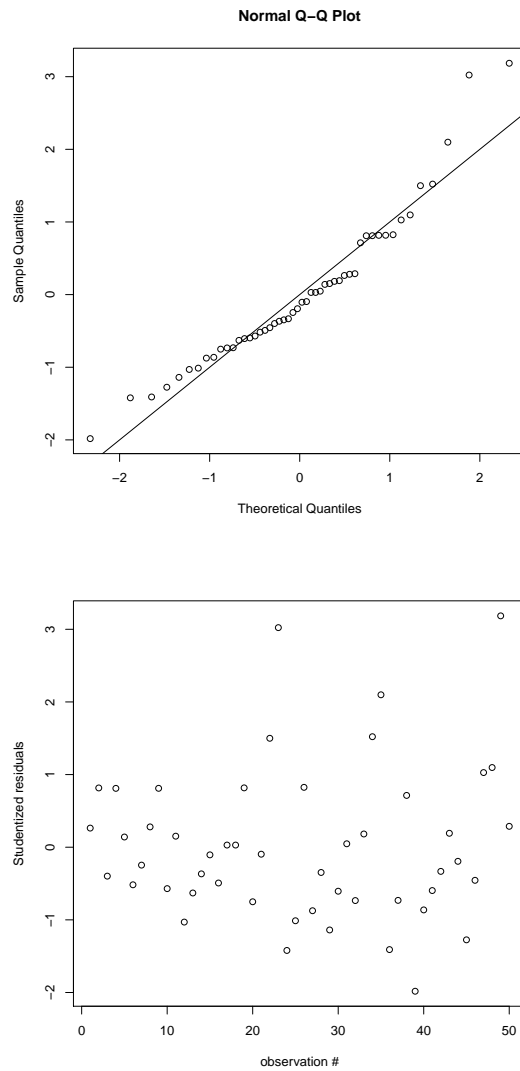 Normal Q−Q Plot
3
2
1
0
−1
−2
Sample Quantiles
−2 −1 0 1 2
Theoretical Quantiles
3
2
1
0
−1
−2
Studentized residuals
0 10 20 30 40 50
observation #